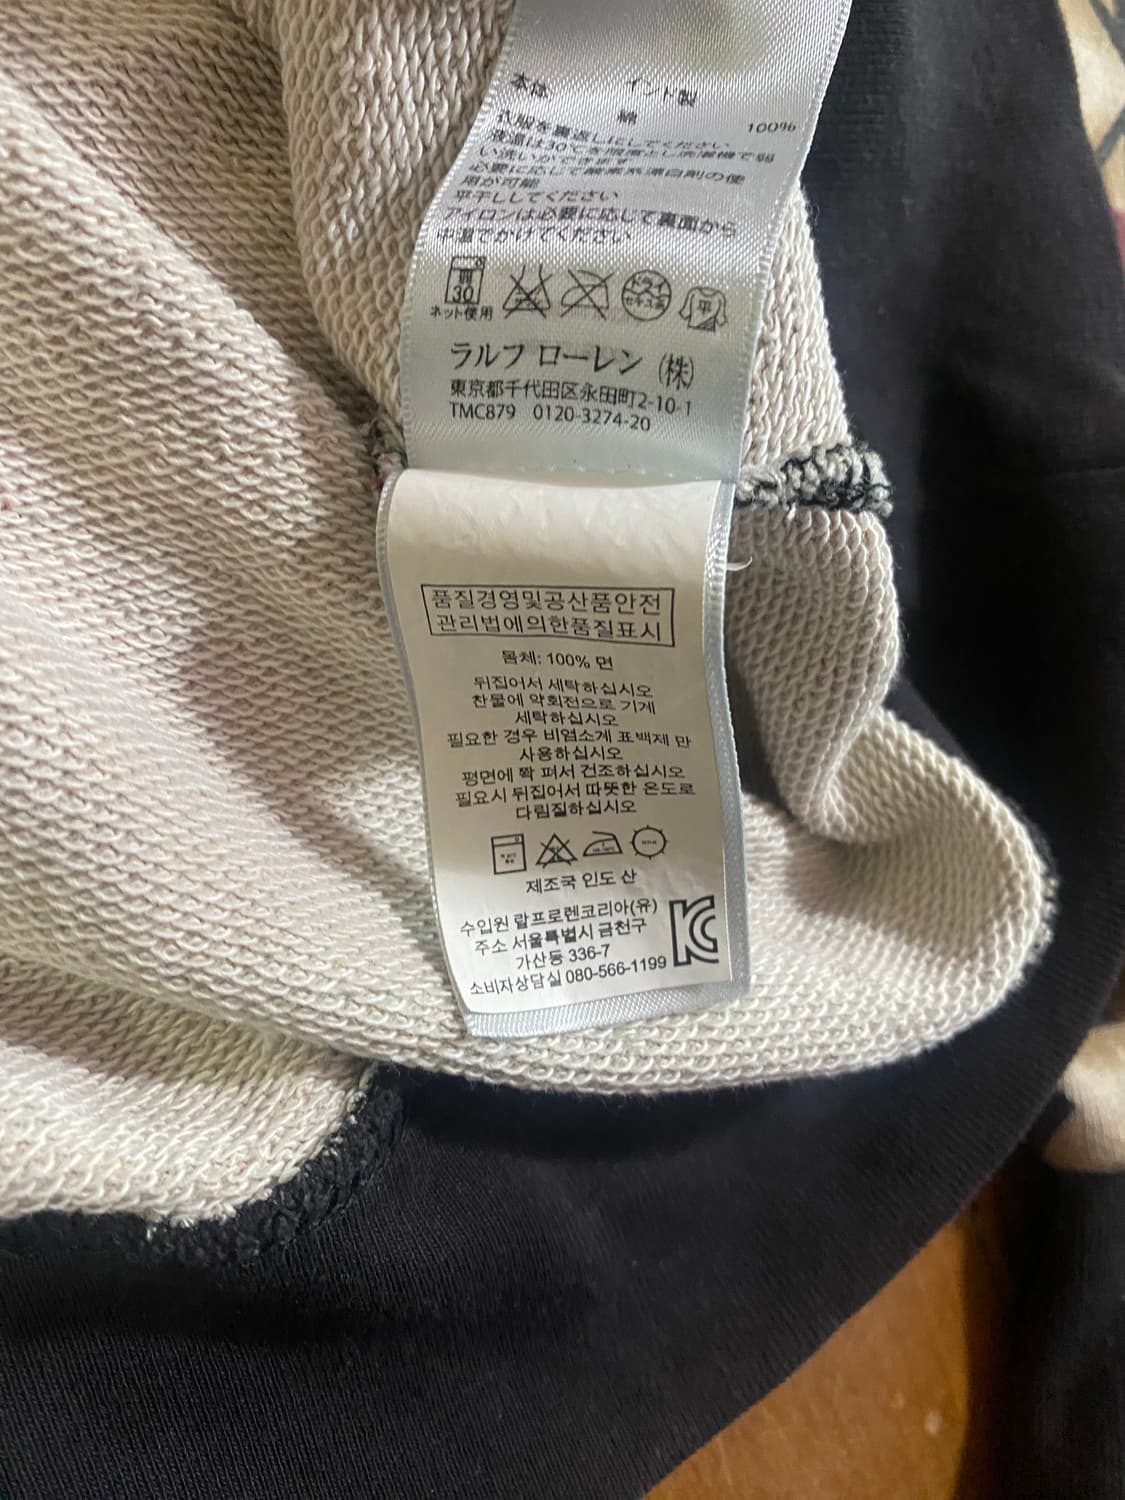 インド製
本体 綿 100%
衣服を裏返しにしてください
液温は30℃を限度とし洗濯機で弱
い洗いができます
必要に応じて酸素系漂白剤の使
用が可能
平干ししてください
アイロンは必要に応じて裏面から
中温でかけてください
弱
30
ネット使用
ドライ
セキユ系
平
ラルフ ローレン (株)
東京都千代田区永田町2-10-1
TMC879 0120-3274-20
품질경영및공산품안전
관리법에의한품질표시
몸체: 100% 면
뒤집어서 세탁하십시오
찬물에 약회전으로 기계
세탁하십시오
필요한 경우 비염소계 표백제 만
사용하십시오
평면에 쫙 펴서 건조하십시오
필요시 뒤집어서 따뜻한 온도로
다림질하십시오
제조국 인도 산
수입원 랄프로렌코리아(유)
주소 서울특별시 금천구
가산동 336-7
소비자상담실 080-566-1199
KC